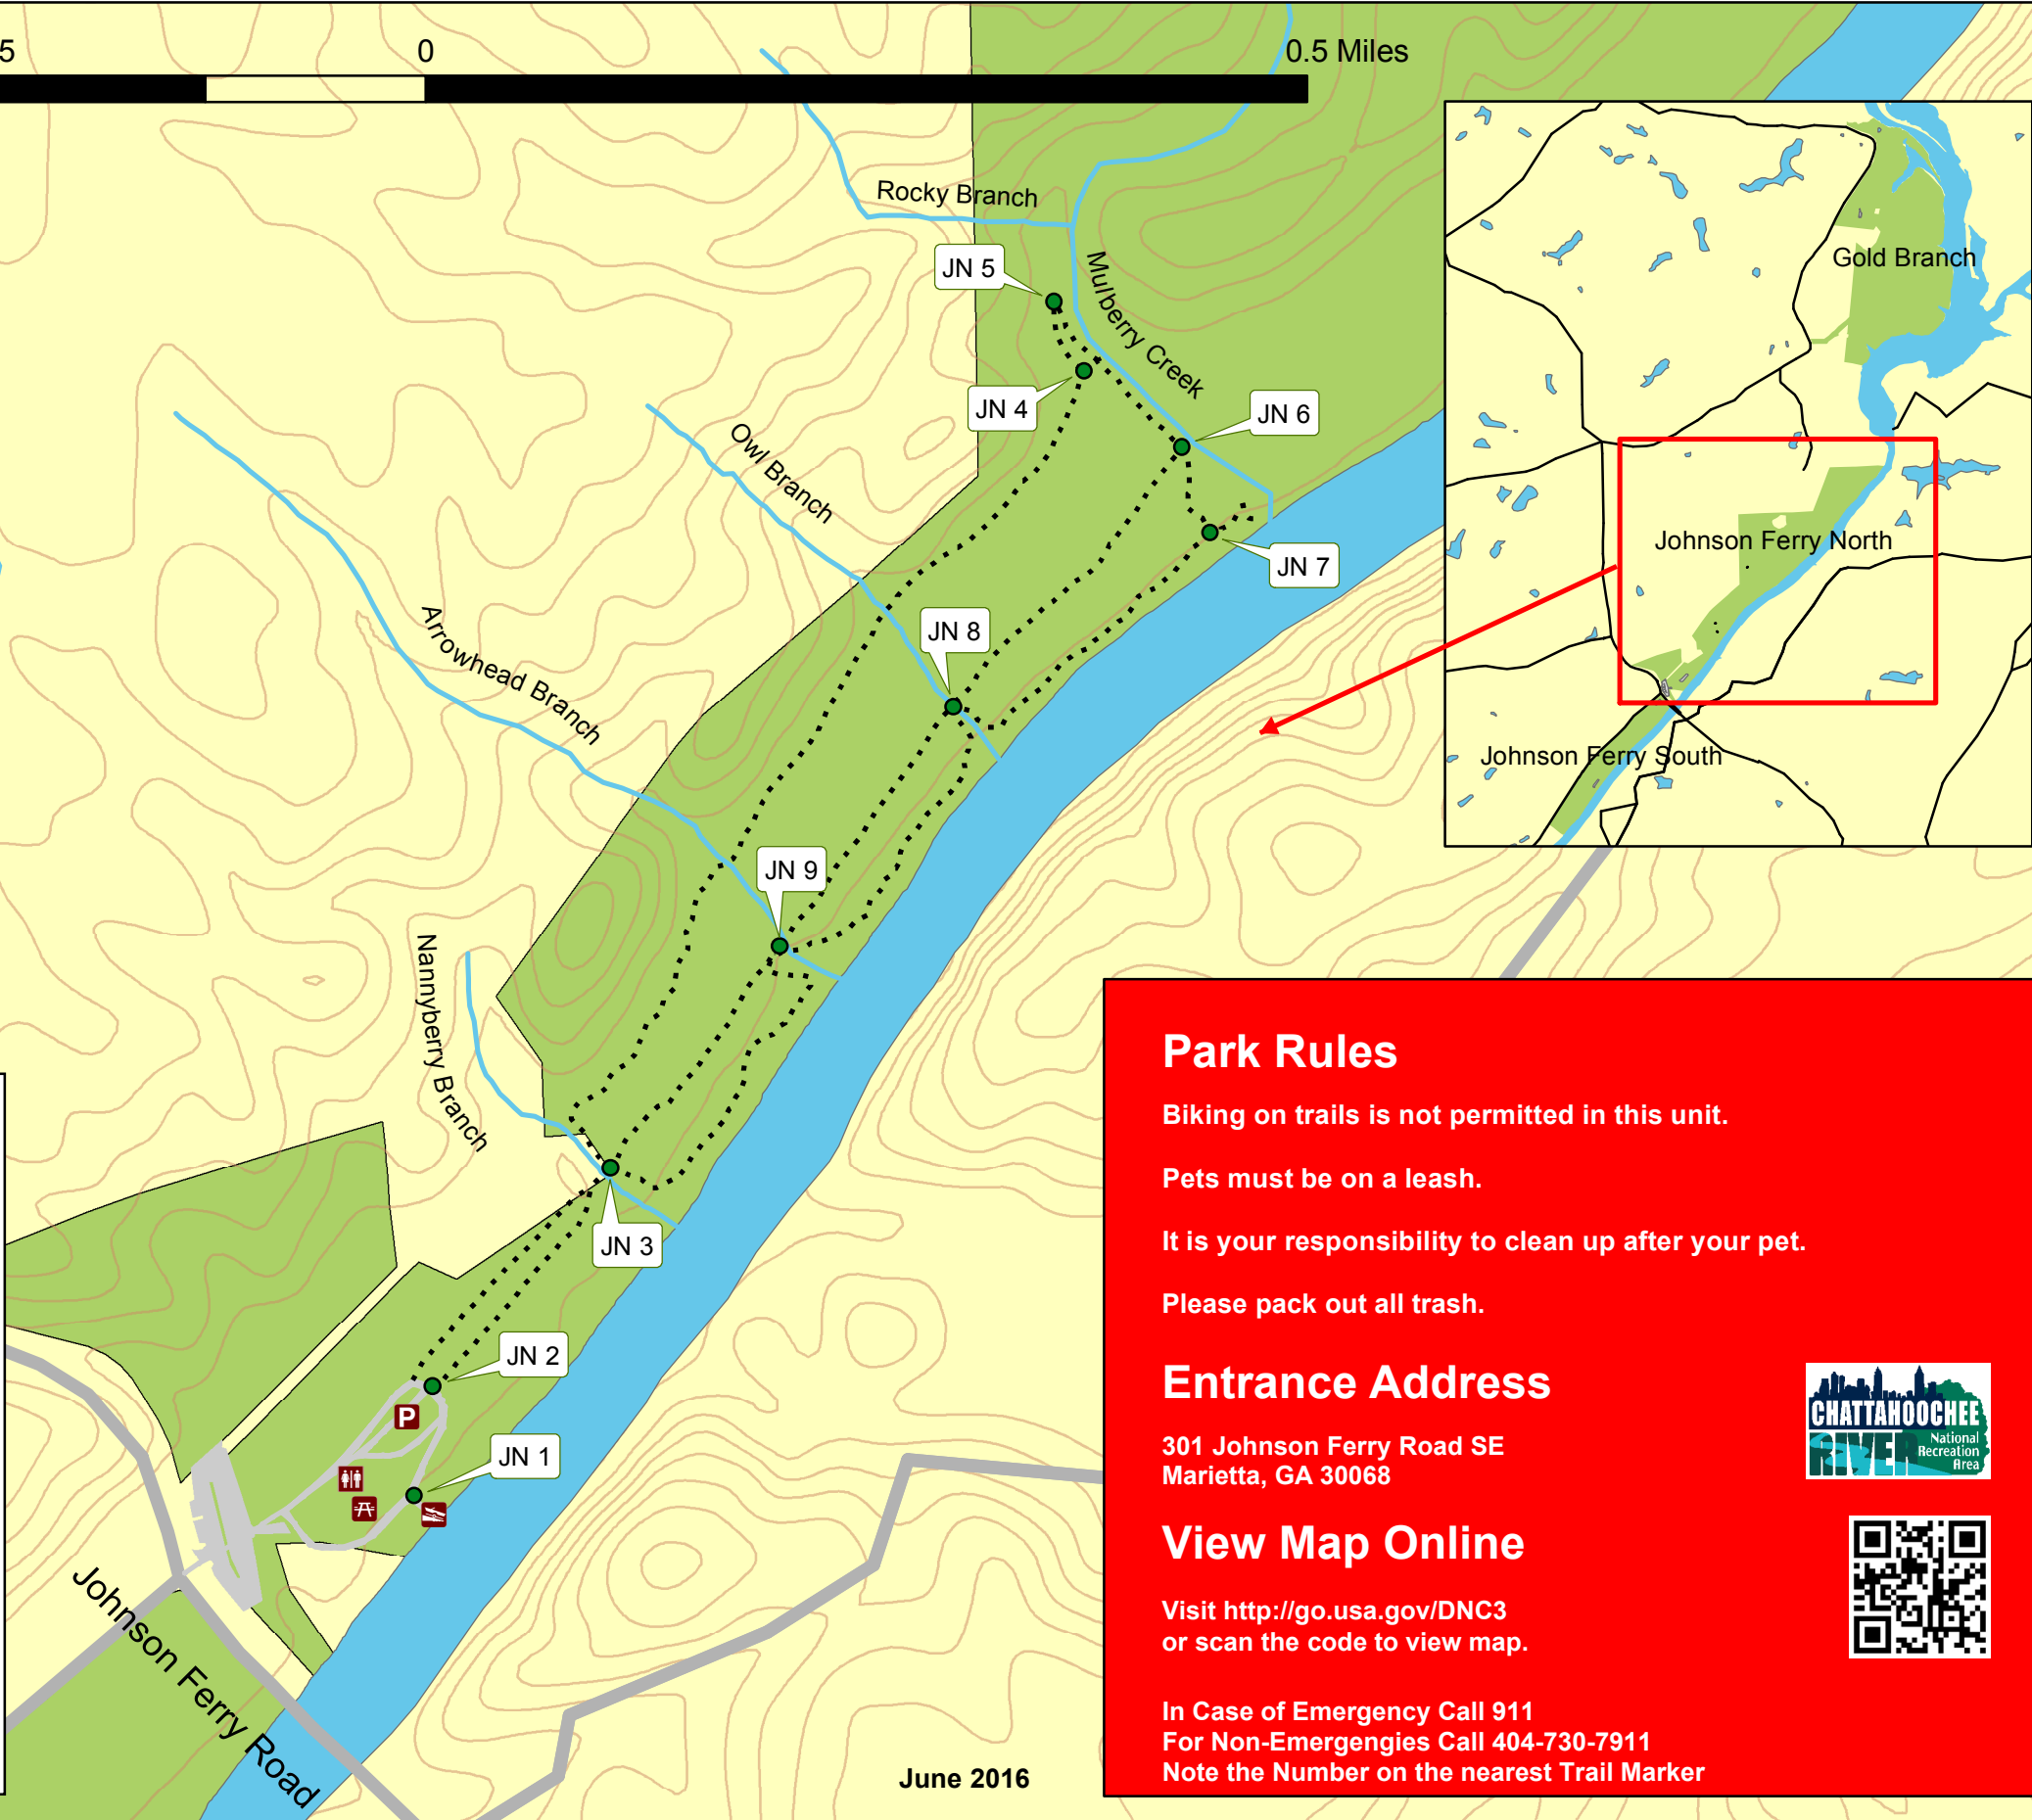 5
0
0.5 Miles
Rocky Branch
JN 5
Mulberry Creek
JN 4
JN 6
Owl Branch
JN 7
JN 8
Arrowhead Branch
JN 9
Nannyberry Branch
JN 3
JN 2
P
JN 1
Johnson Ferry Road
June 2016
Gold Branch
Johnson Ferry North
Johnson Ferry South
Park Rules
Biking on trails is not permitted in this unit.
Pets must be on a leash.
It is your responsibility to clean up after your pet.
Please pack out all trash.
Entrance Address
301 Johnson Ferry Road SE
Marietta, GA 30068
CHATTAHOOCHEE
RIVER
National
Recreation
Area
View Map Online
Visit http://go.usa.gov/DNC3
or scan the code to view map.
In Case of Emergency Call 911
For Non-Emergengies Call 404-730-7911
Note the Number on the nearest Trail Marker